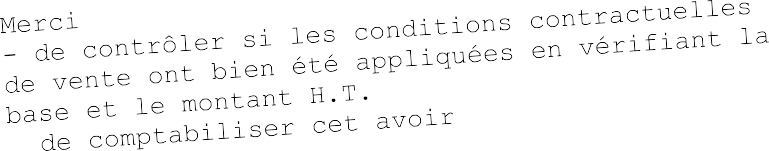 Merci
- de contrôler si les conditions contractuelles
de vente ont bien été appliquées en vérifiant la
base et le montant H.T.
de comptabiliser cet avoir